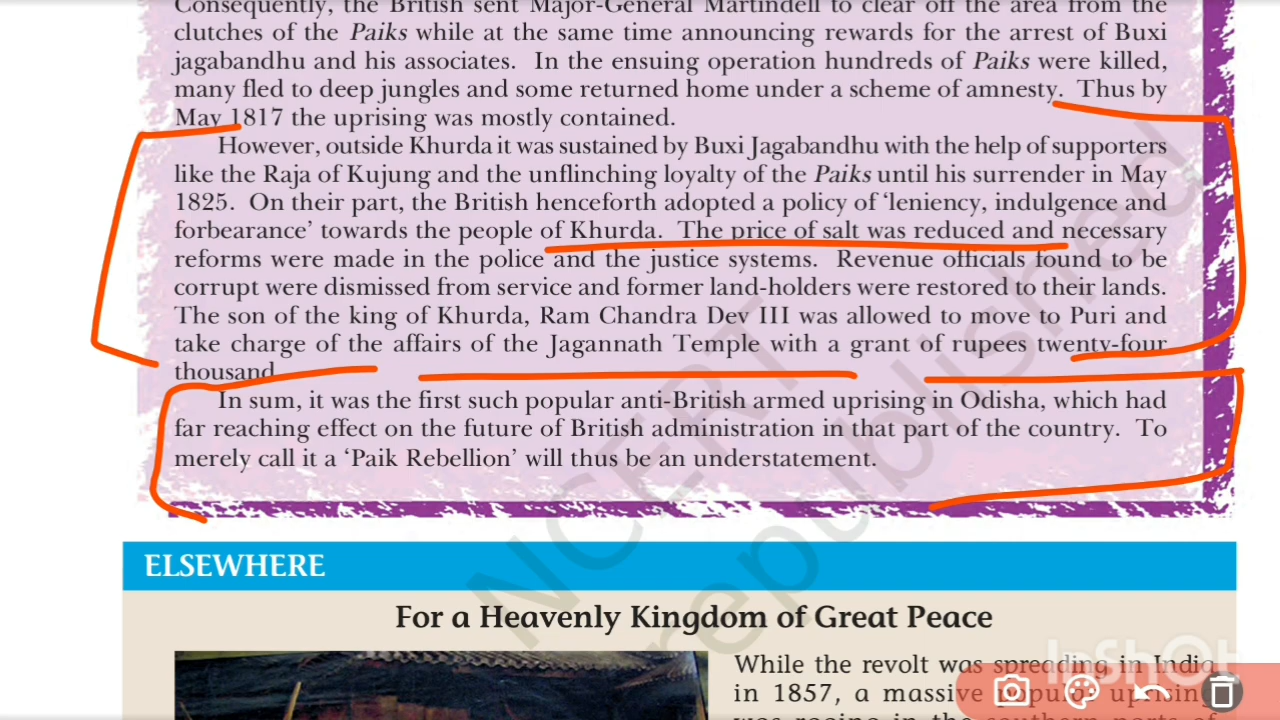 Consequently, the British sent Major-General Martindell to clear off the area from the
clutches of the Paiks while at the same time announcing rewards for the arrest of Buxi
jagabandhu and his associates. In the ensuing operation hundreds of Paiks were killed,
many fled to deep jungles and some returned home under a scheme of amnesty. Thus by
May 1817 the uprising was mostly contained.
However, outside Khurda it was sustained by Buxi Jagabandhu with the help of supporters
like the Raja of Kujung and the unflinching loyalty of the Paiks until his surrender in May
1825. On their part, the British henceforth adopted a policy of ‘leniency, indulgence and
forbearance’ towards the people of Khurda. The price of salt was reduced and necessary
reforms were made in the police and the justice systems. Revenue officials found to be
corrupt were dismissed from service and former land-holders were restored to their lands.
The son of the king of Khurda, Ram Chandra Dev III was allowed to move to Puri and
take charge of the affairs of the Jagannath Temple with a grant of rupees twenty-four
thousand.
In sum, it was the first such popular anti-British armed uprising in Odisha, which had
far reaching effect on the future of British administration in that part of the country. To
merely call it a ‘Paik Rebellion’ will thus be an understatement.
ELSEWHERE
For a Heavenly Kingdom of Great Peace
While the revolt was spreading in India
in 1857, a massive popular uprising
was raging in the southern parts of
NCERT
republished
InShOt